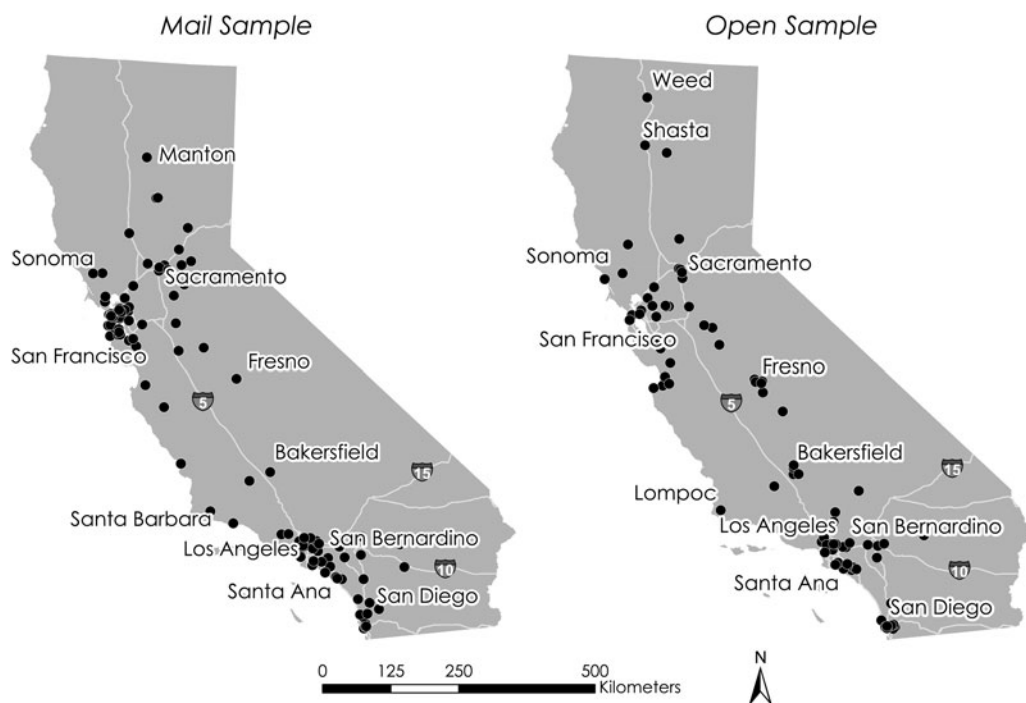 Mail Sample
Manton
Sonoma
Sacramento
San Francisco
Fresno
5
Bakersfield
15
Santa Barbara
San Bernardino
Los Angeles
10
Santa Ana
San Diego
Open Sample
Weed
Shasta
Sonoma
Sacramento
San Francisco
Fresno
5
Bakersfield
15
Lompoc
Los Angeles
San Bernardino
10
Santa Ana
San Diego
0 125 250 500
Kilometers
N